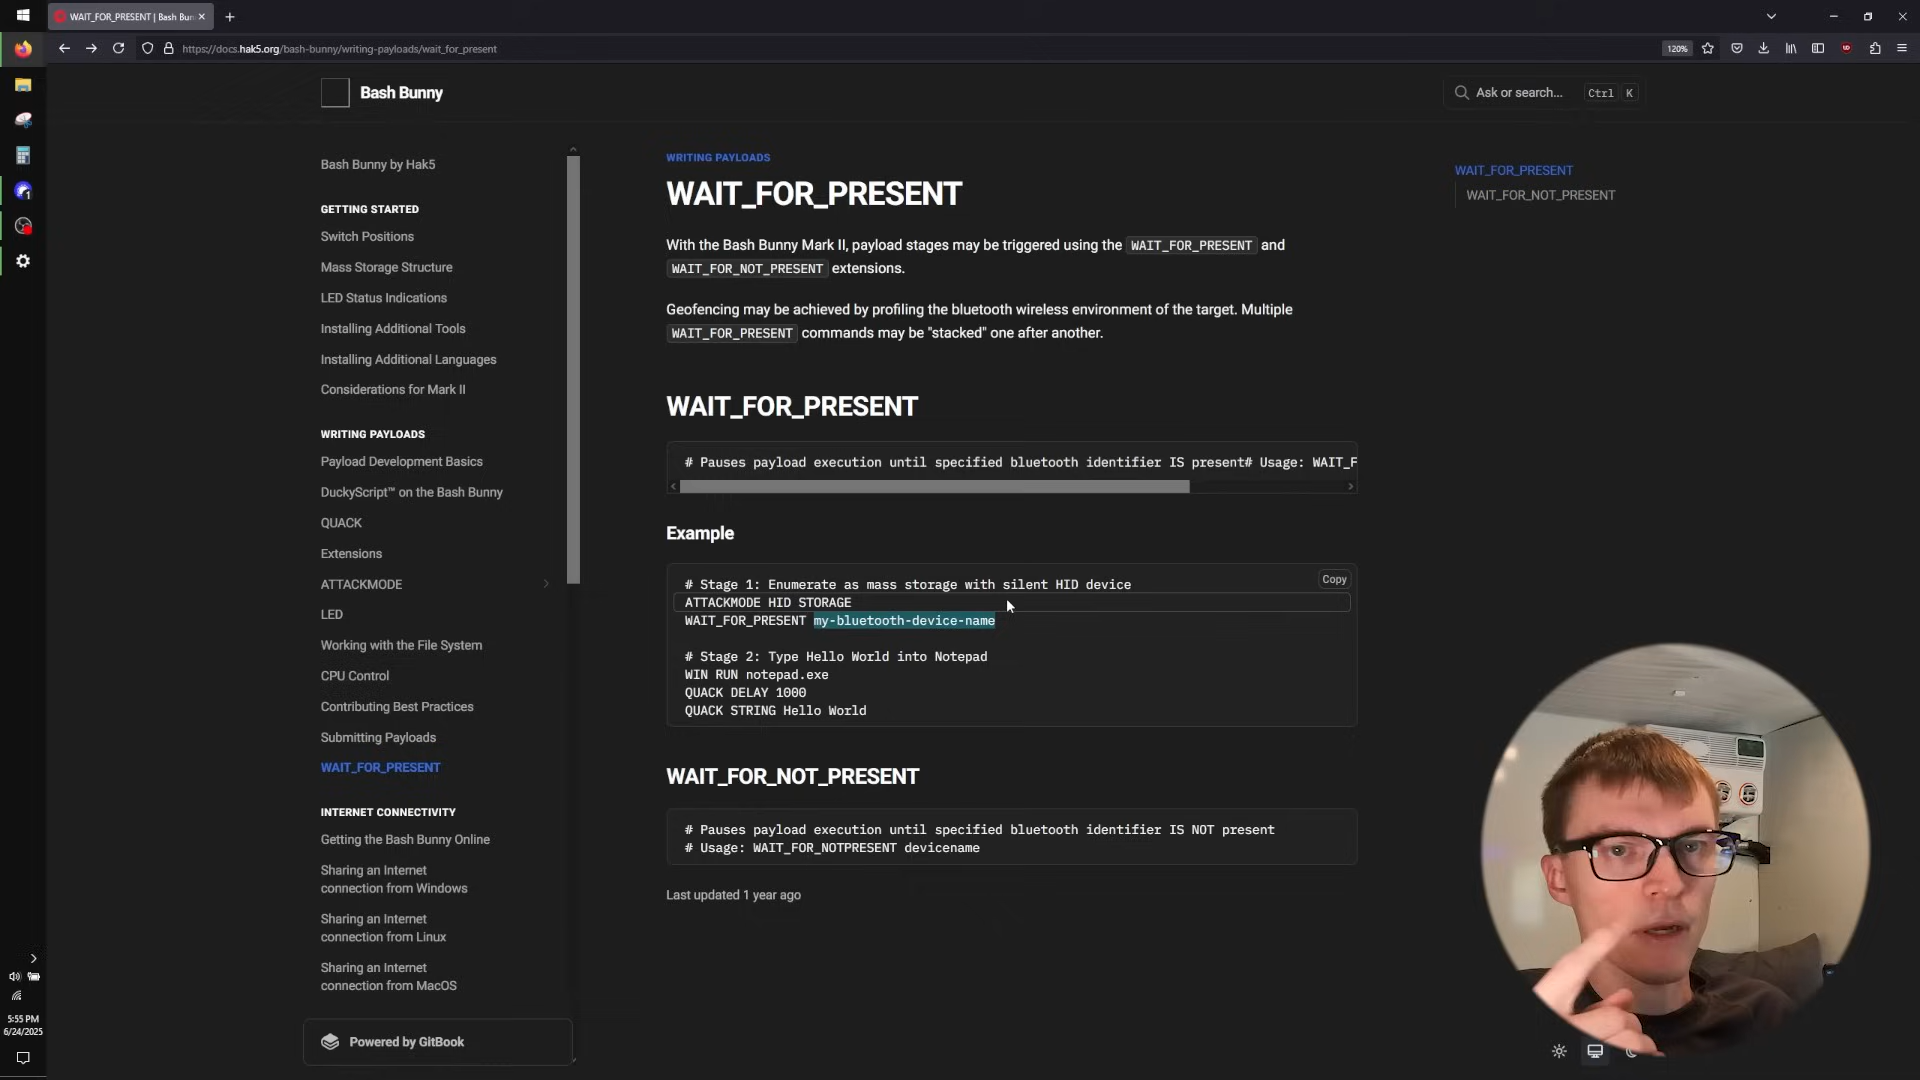 WAIT_FOR_PRESENT | Bash Bun
https://docs.hak5.org/bash-bunny/writing-payloads/wait_for_present
120%
Bash Bunny
Ask or search...
Ctrl
K
Bash Bunny by Hak5
GETTING STARTED
Switch Positions
Mass Storage Structure
LED Status Indications
Installing Additional Tools
Installing Additional Languages
Considerations for Mark II
WRITING PAYLOADS
Payload Development Basics
DuckyScript™ on the Bash Bunny
QUACK
Extensions
ATTACKMODE
LED
Working with the File System
CPU Control
Contributing Best Practices
Submitting Payloads
WAIT_FOR_PRESENT
INTERNET CONNECTIVITY
Getting the Bash Bunny Online
Sharing an Internet
connection from Windows
Sharing an Internet
connection from Linux
Sharing an Internet
connection from MacOS
Powered by GitBook
WRITING PAYLOADS
WAIT_FOR_PRESENT
With the Bash Bunny Mark II, payload stages may be triggered using the WAIT_FOR_PRESENT and
WAIT_FOR_NOT_PRESENT extensions.
Geofencing may be achieved by profiling the bluetooth wireless environment of the target. Multiple
WAIT_FOR_PRESENT commands may be "stacked" one after another.
WAIT_FOR_PRESENT
# Pauses payload execution until specified bluetooth identifier IS present# Usage: WAIT_F
Example
Copy
# Stage 1: Enumerate as mass storage with silent HID device
ATTACKMODE HID STORAGE
WAIT_FOR_PRESENT my-bluetooth-device-name
# Stage 2: Type Hello World into Notepad
WIN RUN notepad.exe
QUACK DELAY 1000
QUACK STRING Hello World
WAIT_FOR_NOT_PRESENT
# Pauses payload execution until specified bluetooth identifier IS NOT present
# Usage: WAIT_FOR_NOTPRESENT devicename
Last updated 1 year ago
WAIT_FOR_PRESENT
WAIT_FOR_NOT_PRESENT
5:55 PM
6/24/2025